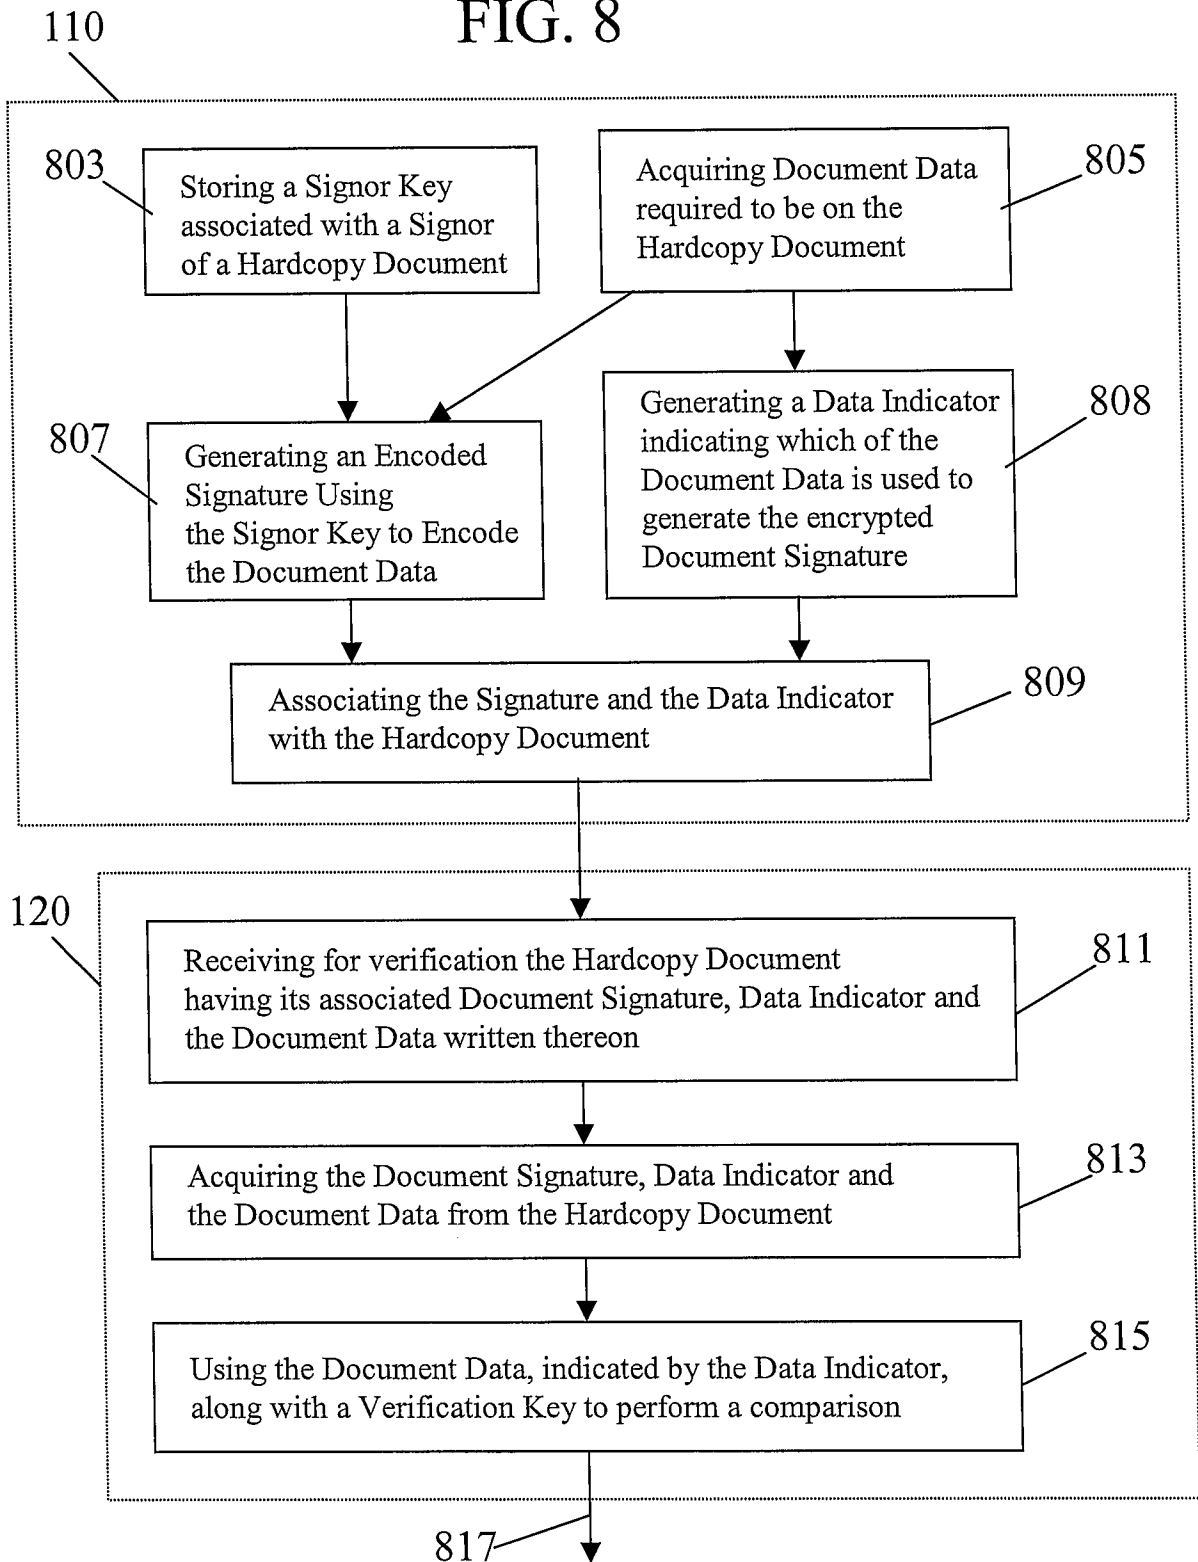 FIG. 8
110
803
Storing a Signor Key
associated with a Signor
of a Hardcopy Document
Acquiring Document Data
required to be on the
Hardcopy Document
805
807
Generating an Encoded
Signature Using
the Signor Key to Encode
the Document Data
Generating a Data Indicator
indicating which of the
Document Data is used to
generate the encrypted
Document Signature
808
Associating the Signature and the Data Indicator
with the Hardcopy Document
809
120
Receiving for verification the Hardcopy Document
having its associated Document Signature, Data Indicator and
the Document Data written thereon
811
Acquiring the Document Signature, Data Indicator and
the Document Data from the Hardcopy Document
813
Using the Document Data, indicated by the Data Indicator,
along with a Verification Key to perform a comparison
815
817